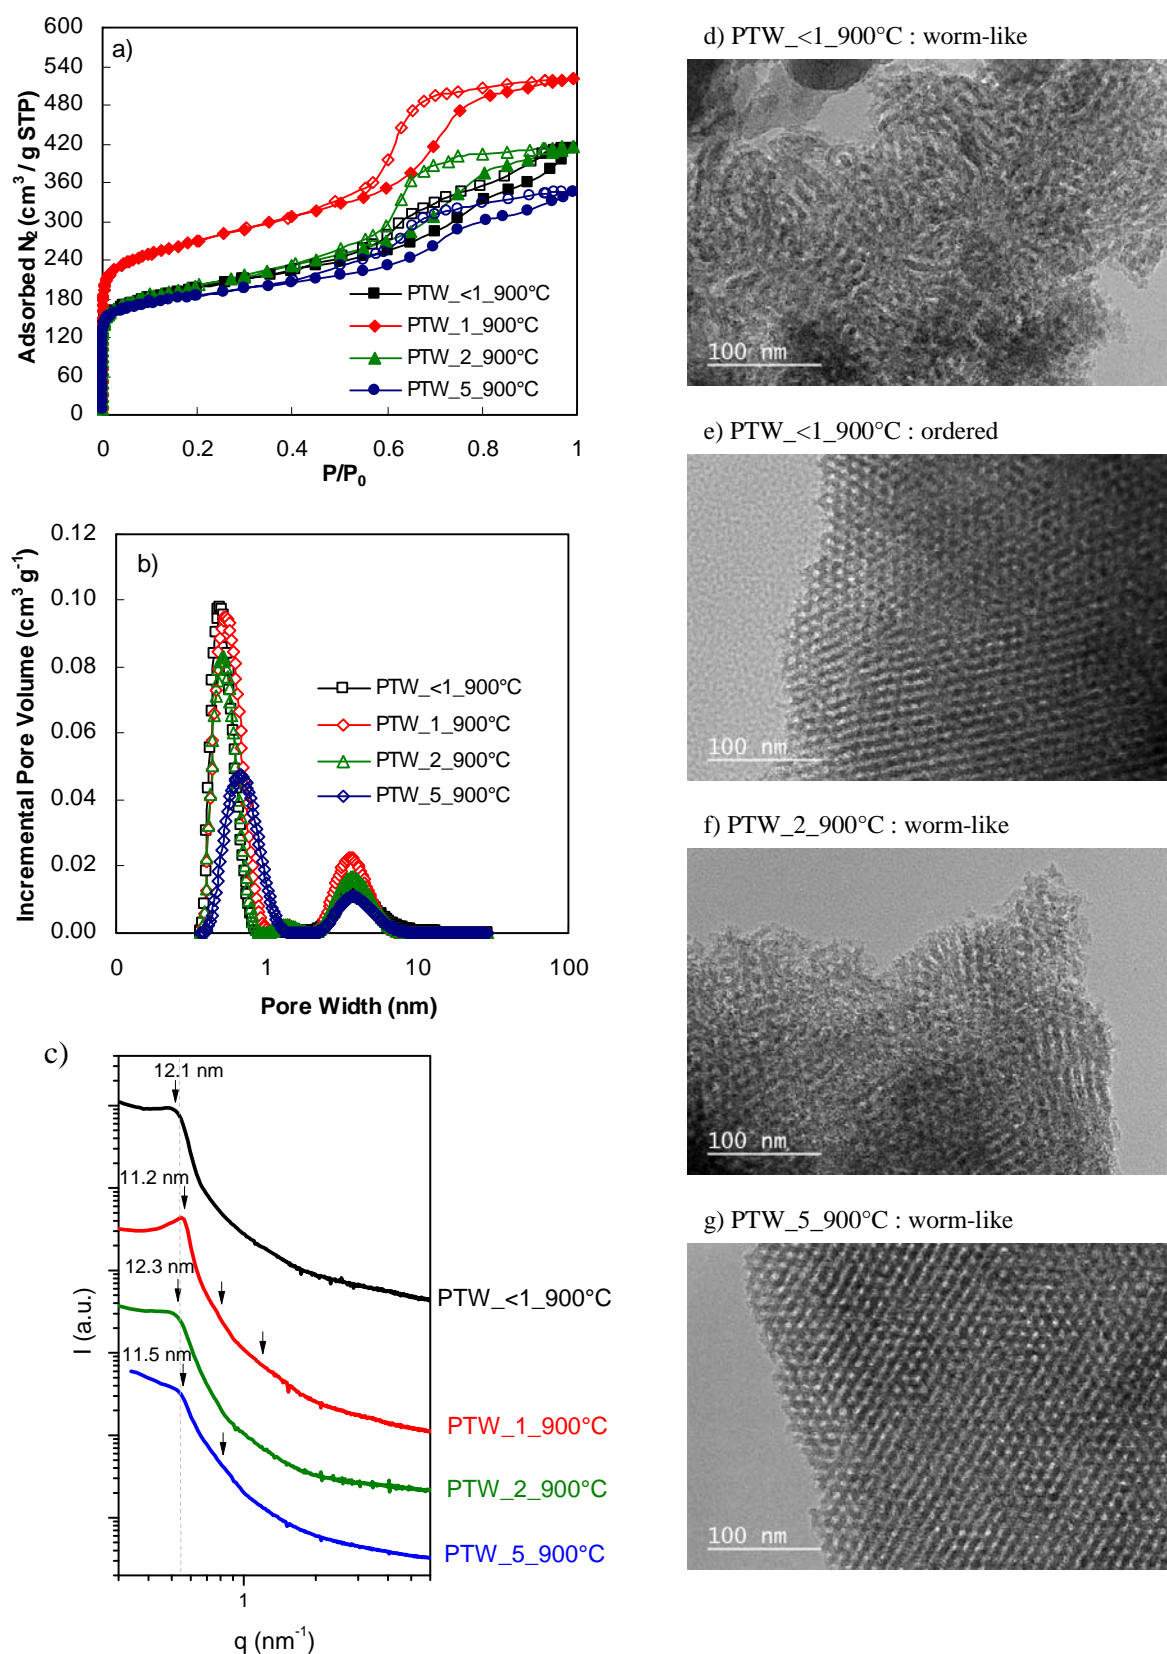 a)
Adsorbed N₂ (cm³ / g STP)
600
540
480
420
360
300
240
180
120
60
0
PTW_<1_900°C
PTW_1_900°C
PTW_2_900°C
PTW_5_900°C
0
0.2
0.4
0.6
0.8
1
P/P₀
b)
Incremental Pore Volume (cm³ g⁻¹)
0.12
0.10
0.08
0.06
0.04
0.02
0.00
PTW_<1_900°C
PTW_1_900°C
PTW_2_900°C
PTW_5_900°C
0
1
10
100
Pore Width (nm)
c)
I (a.u.)
12.1 nm
11.2 nm
12.3 nm
11.5 nm
PTW_<1_900°C
PTW_1_900°C
PTW_2_900°C
PTW_5_900°C
1
q (nm⁻¹)
d) PTW_<1_900°C : worm-like
100 nm
e) PTW_<1_900°C : ordered
100 nm
f) PTW_2_900°C : worm-like
100 nm
g) PTW_5_900°C : worm-like
100 nm